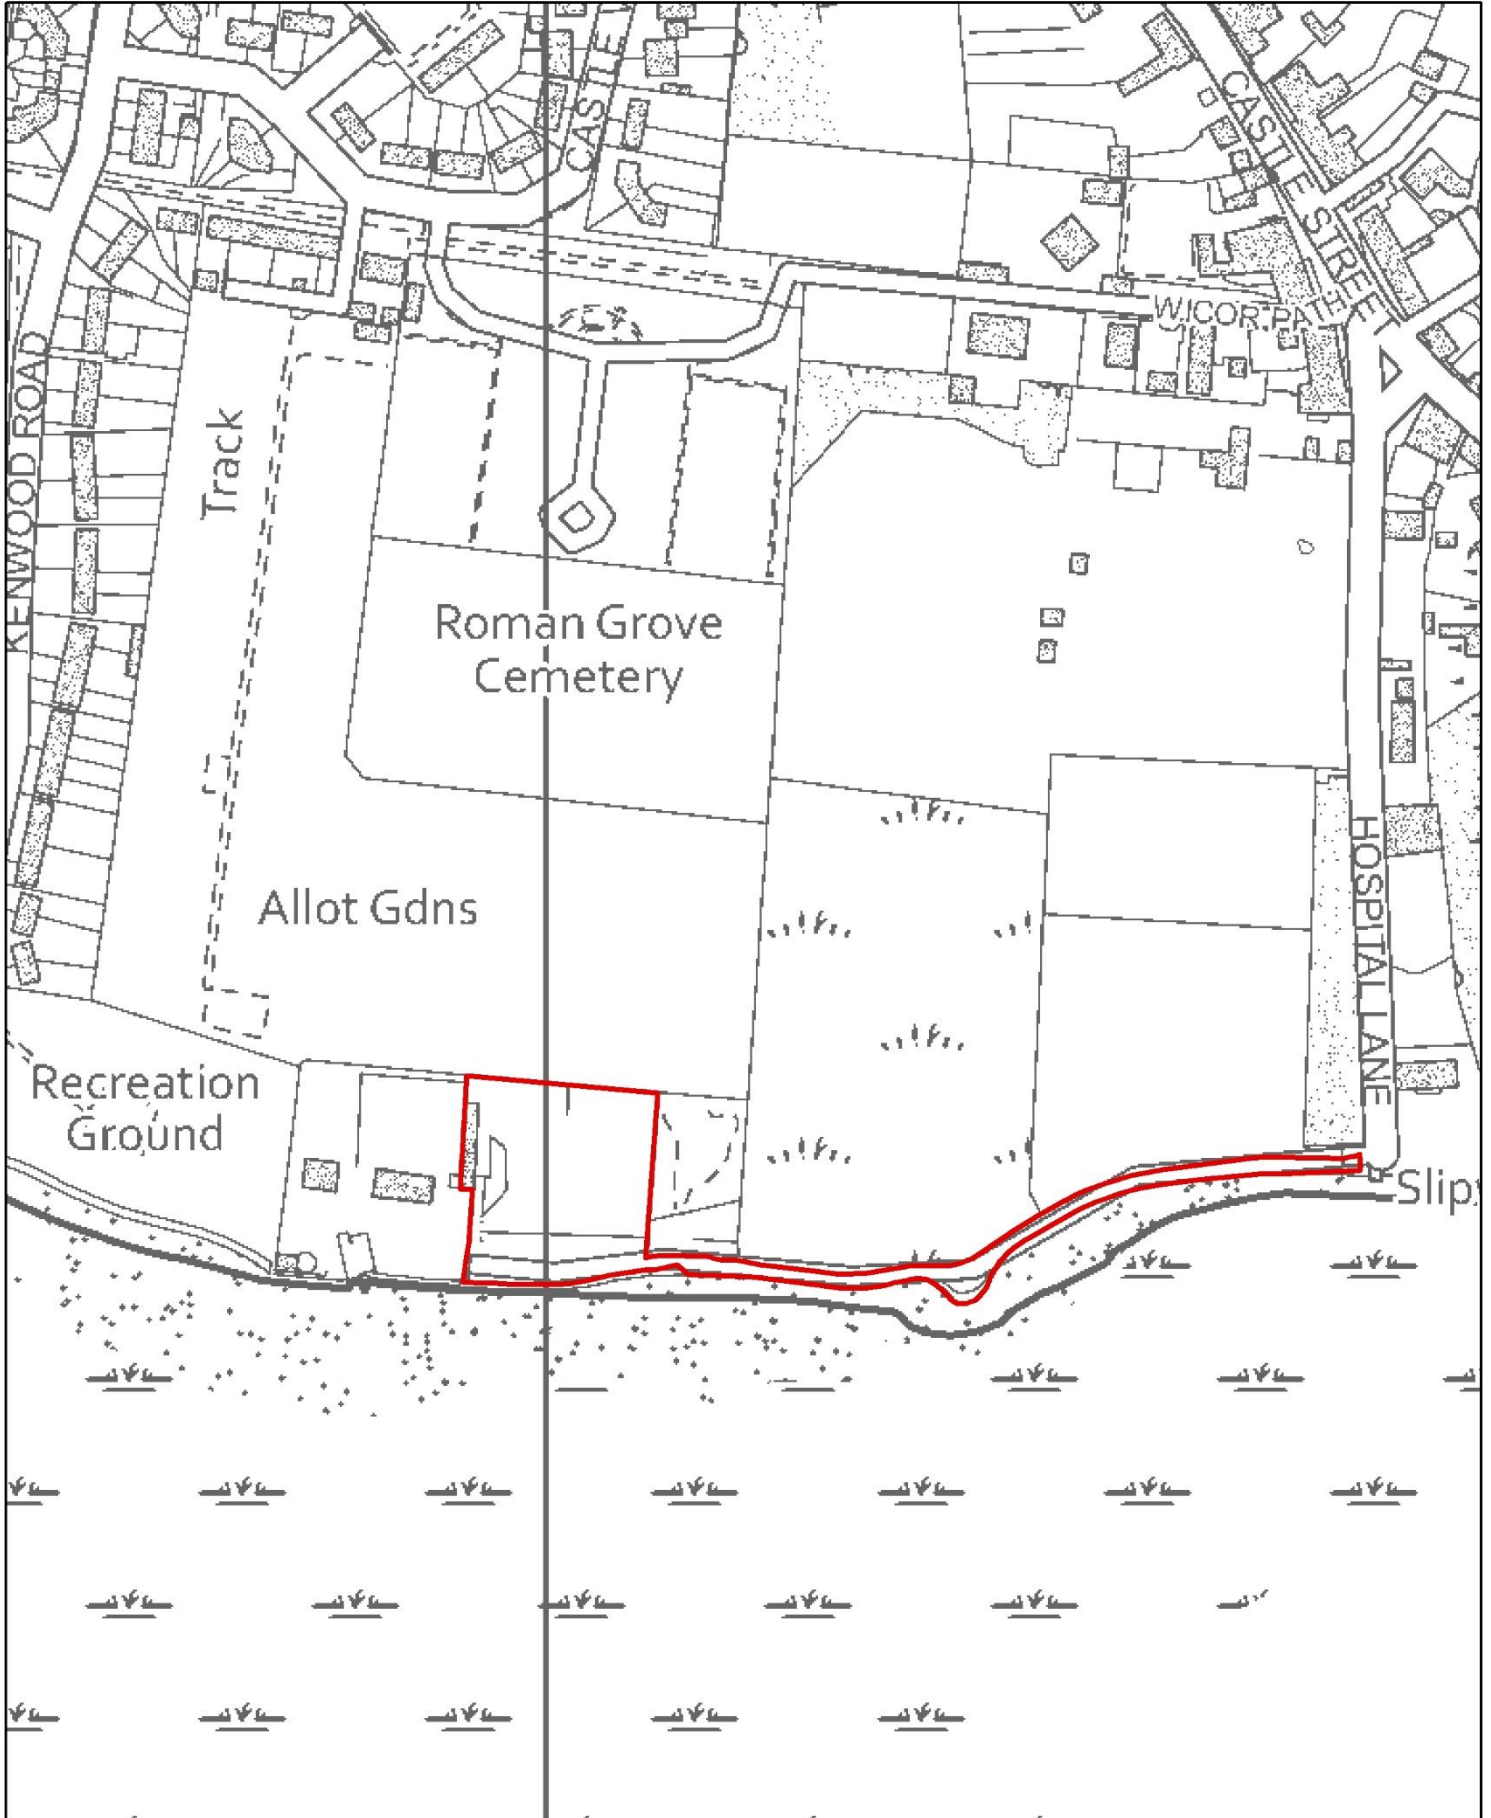 CASTLE
CASTLE STREET
WICOR PATH
KENWOOD ROAD
Track
Roman Grove
Cemetery
HOSPITAL LANE
Allot Gdns
Recreation
Ground
Slip